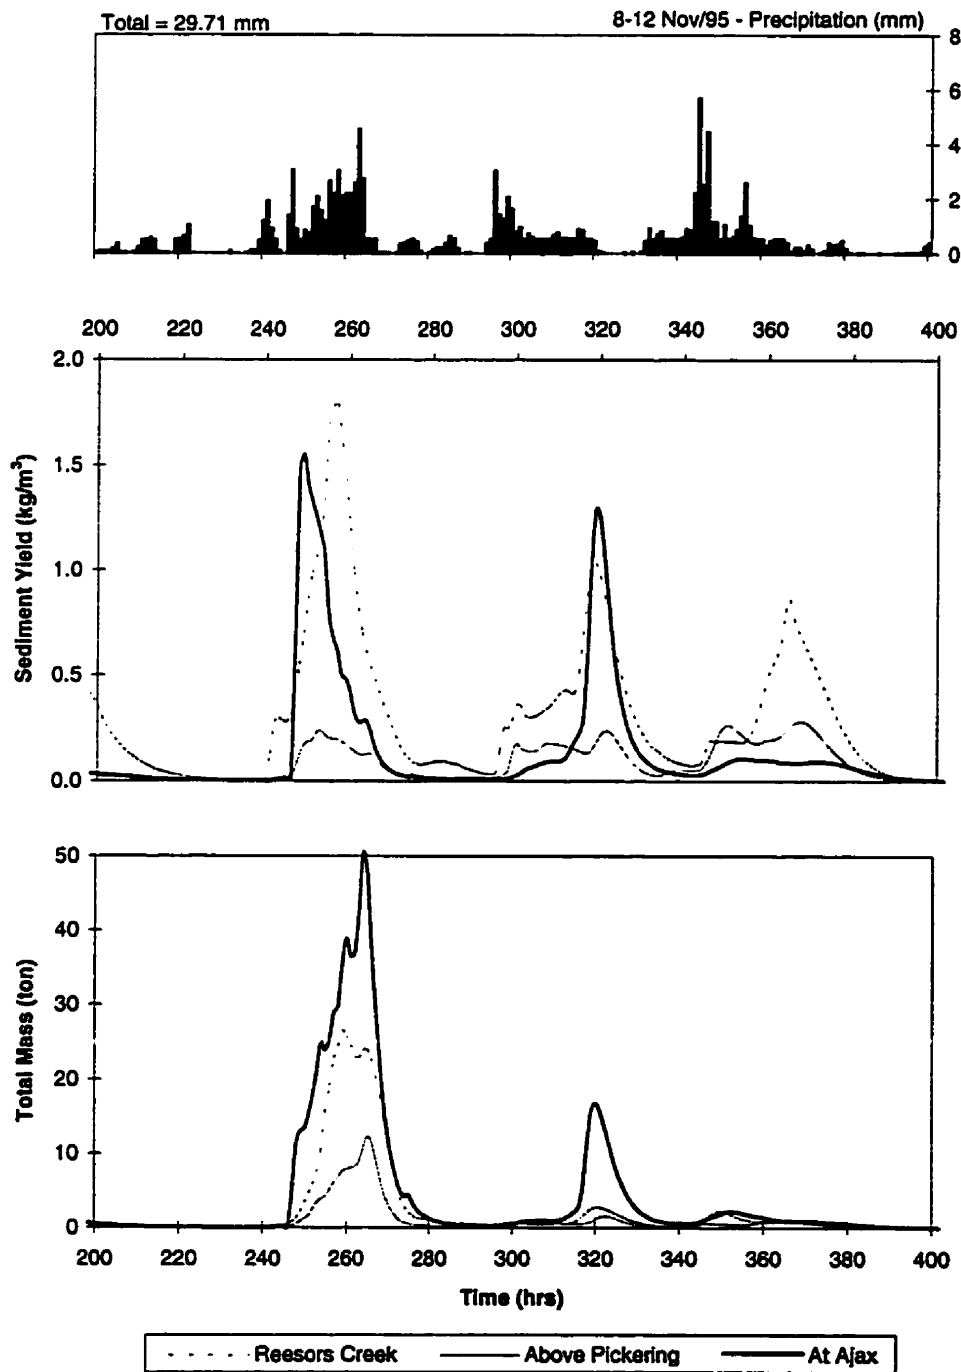 Total = 29.71 mm 8-12 Nov/95 - Precipitation (mm)
8
6
4
2
0
200 220 240 260 280 300 320 340 360 380 400
2.0
1.5
1.0
0.5
0.0
Sediment Yield (kg/m³)
50
40
30
20
10
0
Total Mass (ton)
200 220 240 260 280 300 320 340 360 380 400
Time (hrs)
Reesors Creek Above Pickering At Ajax